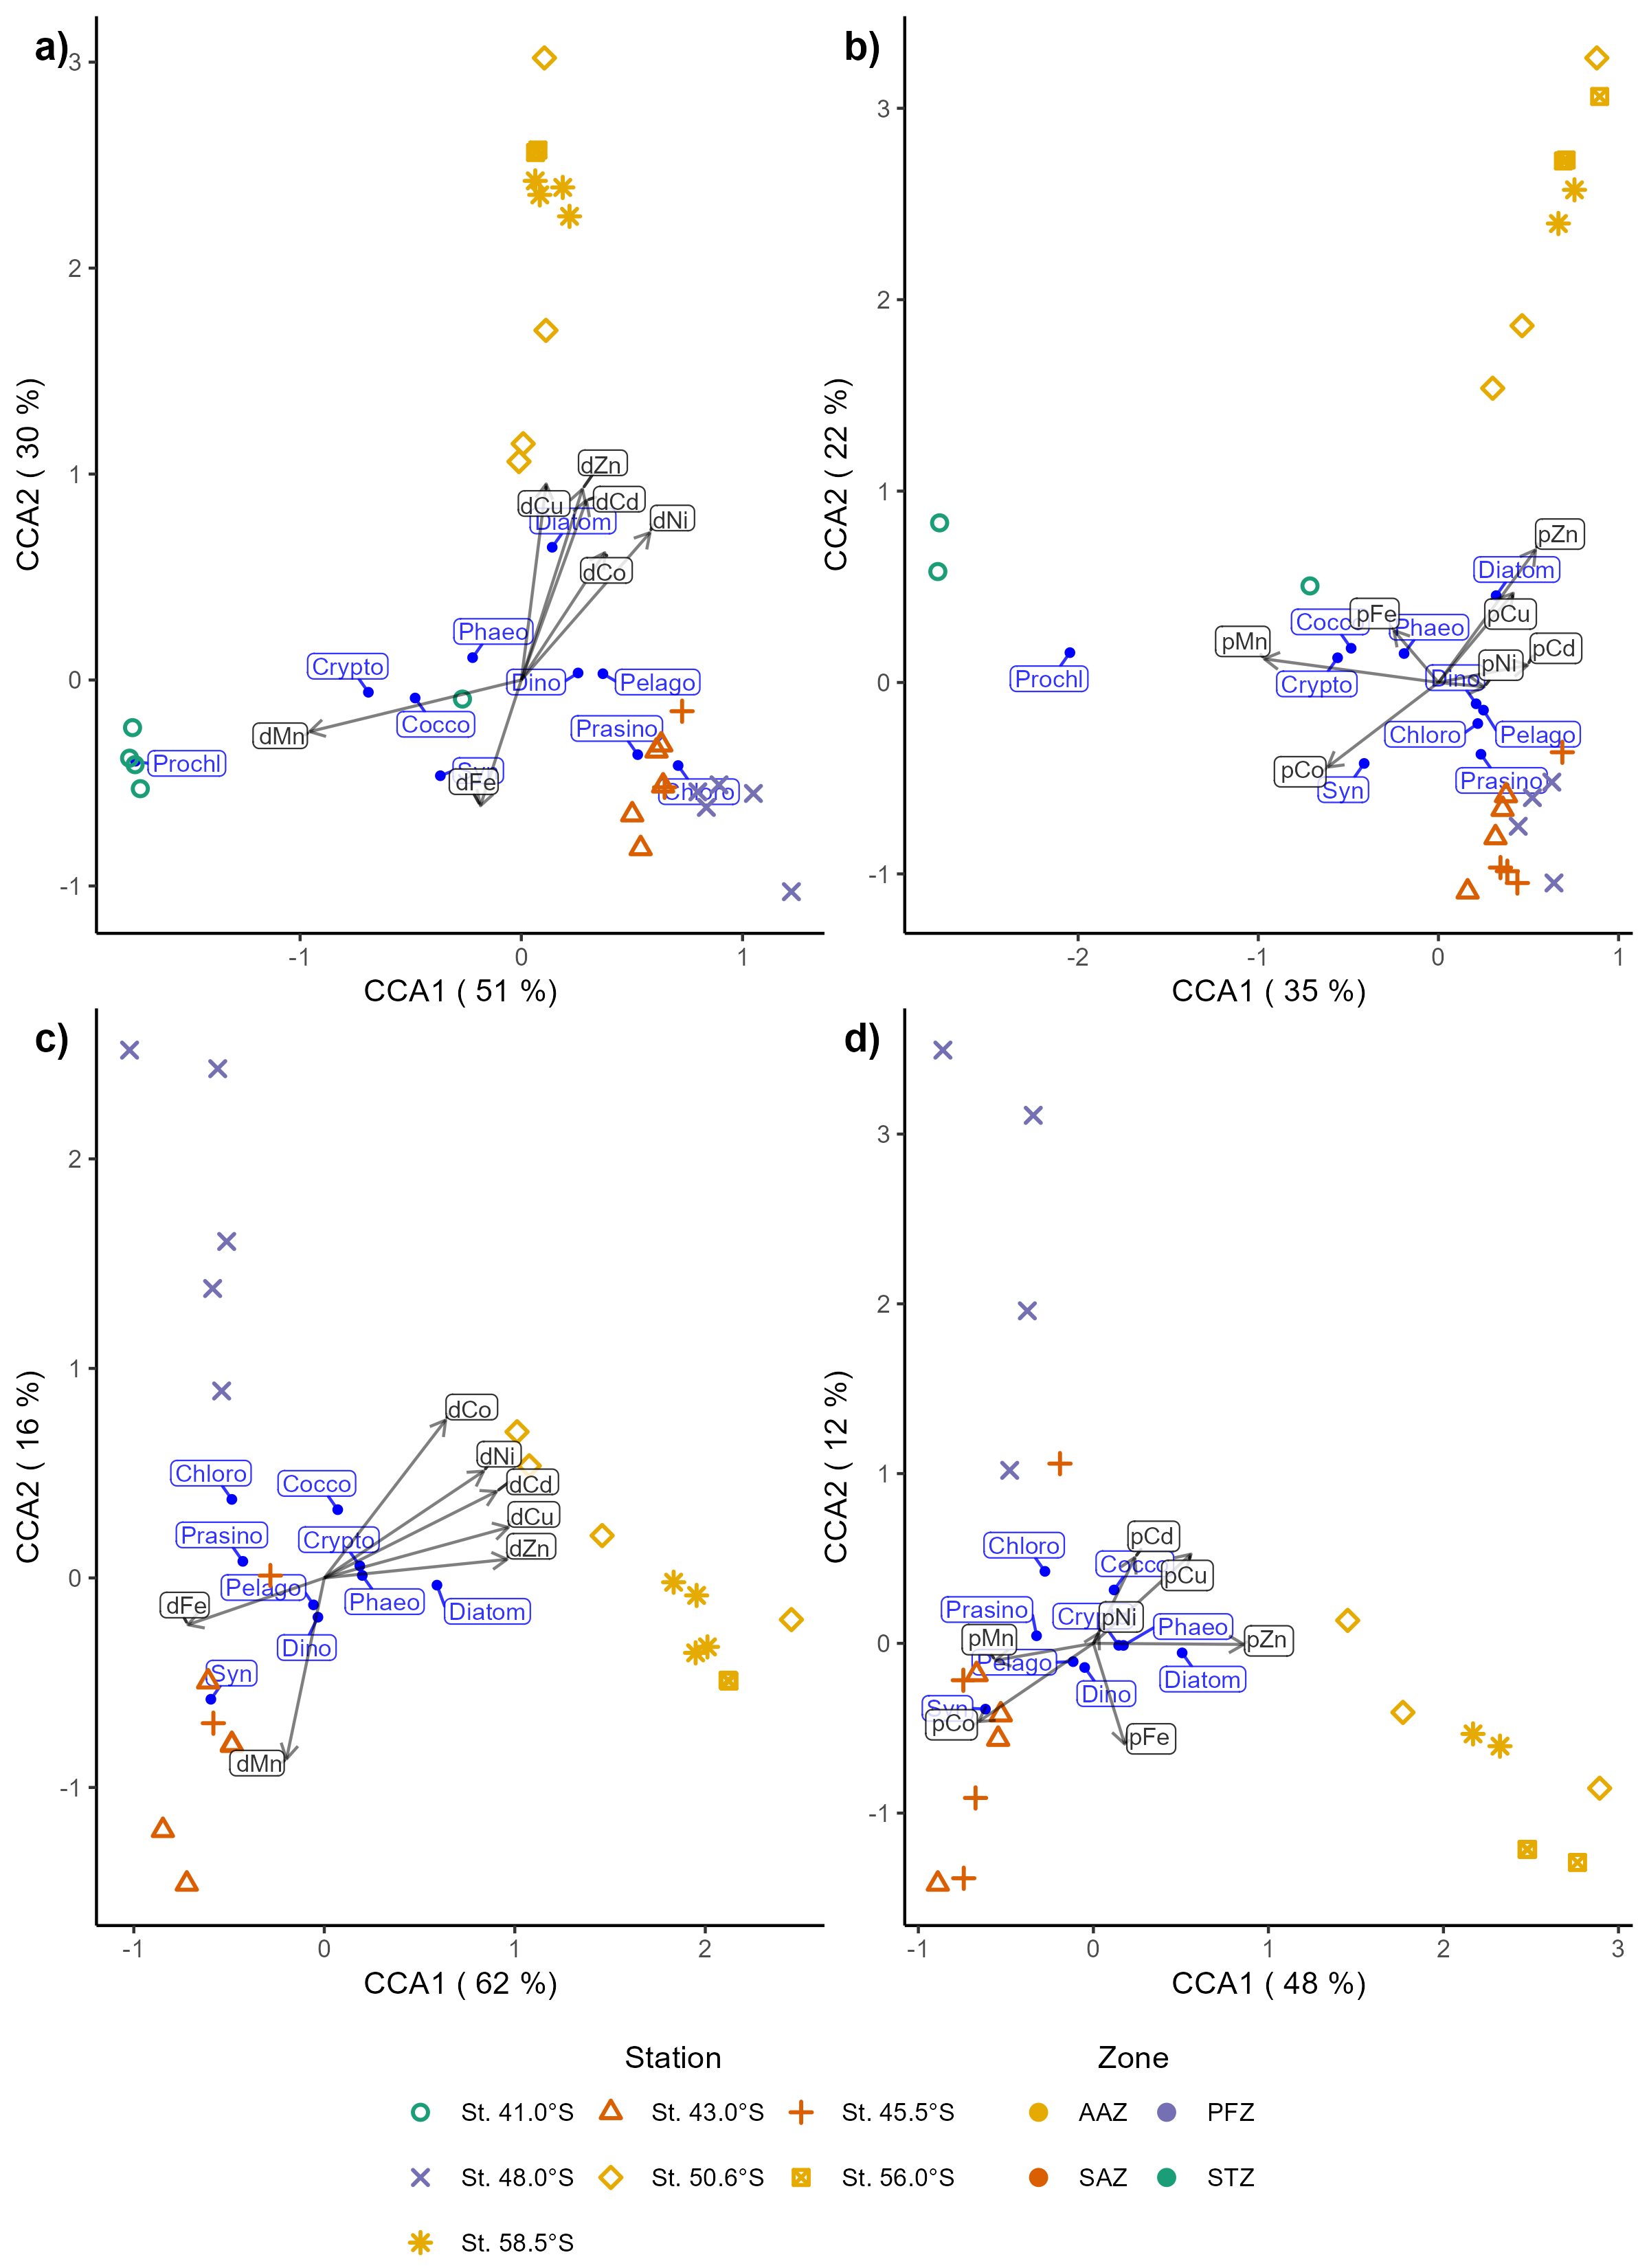 a)
3
2
1
0
-1
CCA2 ( 30 %)
dZn
dCu
dCd
Diatom
dNi
dCo
Phaeo
Crypto
Dino
Pelago
Cocco
dMn
Prasino
Prochl
Syn
dFe
Chloro
-1
0
1
CCA1 ( 51 %)
b)
3
2
1
0
-1
CCA2 ( 22 %)
pZn
Diatom
pFe
pCu
Cocco
Phaeo
pMn
pCd
pNi
Prochl
Crypto
Dino
Chloro
Pelago
pCo
Prasino
Syn
-2
-1
0
1
CCA1 ( 35 %)
c)
2
1
0
-1
CCA2 ( 16 %)
dCo
dNi
Chloro
Cocco
dCd
dCu
Prasino
Crypto
dZn
Pelago
dFe
Phaeo
Diatom
Dino
Syn
dMn
-1
0
1
2
CCA1 ( 62 %)
d)
3
2
1
0
-1
CCA2 ( 12 %)
pCd
Chloro
Cocco
pCu
Prasino
Crypto
pNi
Phaeo
pMn
pZn
Pelago
Diatom
Dino
Syn
pCo
pFe
-1
0
1
2
3
CCA1 ( 48 %)
Station
Zone
St. 41.0°S
St. 43.0°S
St. 45.5°S
AAZ
PFZ
St. 48.0°S
St. 50.6°S
St. 56.0°S
SAZ
STZ
St. 58.5°S